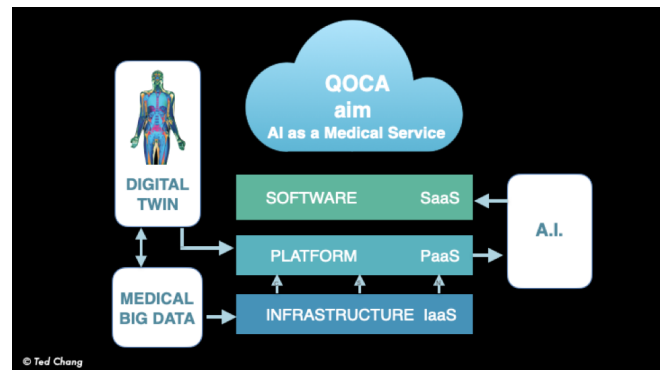 QOCA
aim
AI as a Medical Service
DIGITAL
TWIN
SOFTWARE SaaS
A.I.
PLATFORM PaaS
MEDICAL
BIG DATA
INFRASTRUCTURE IaaS
© Ted Chang